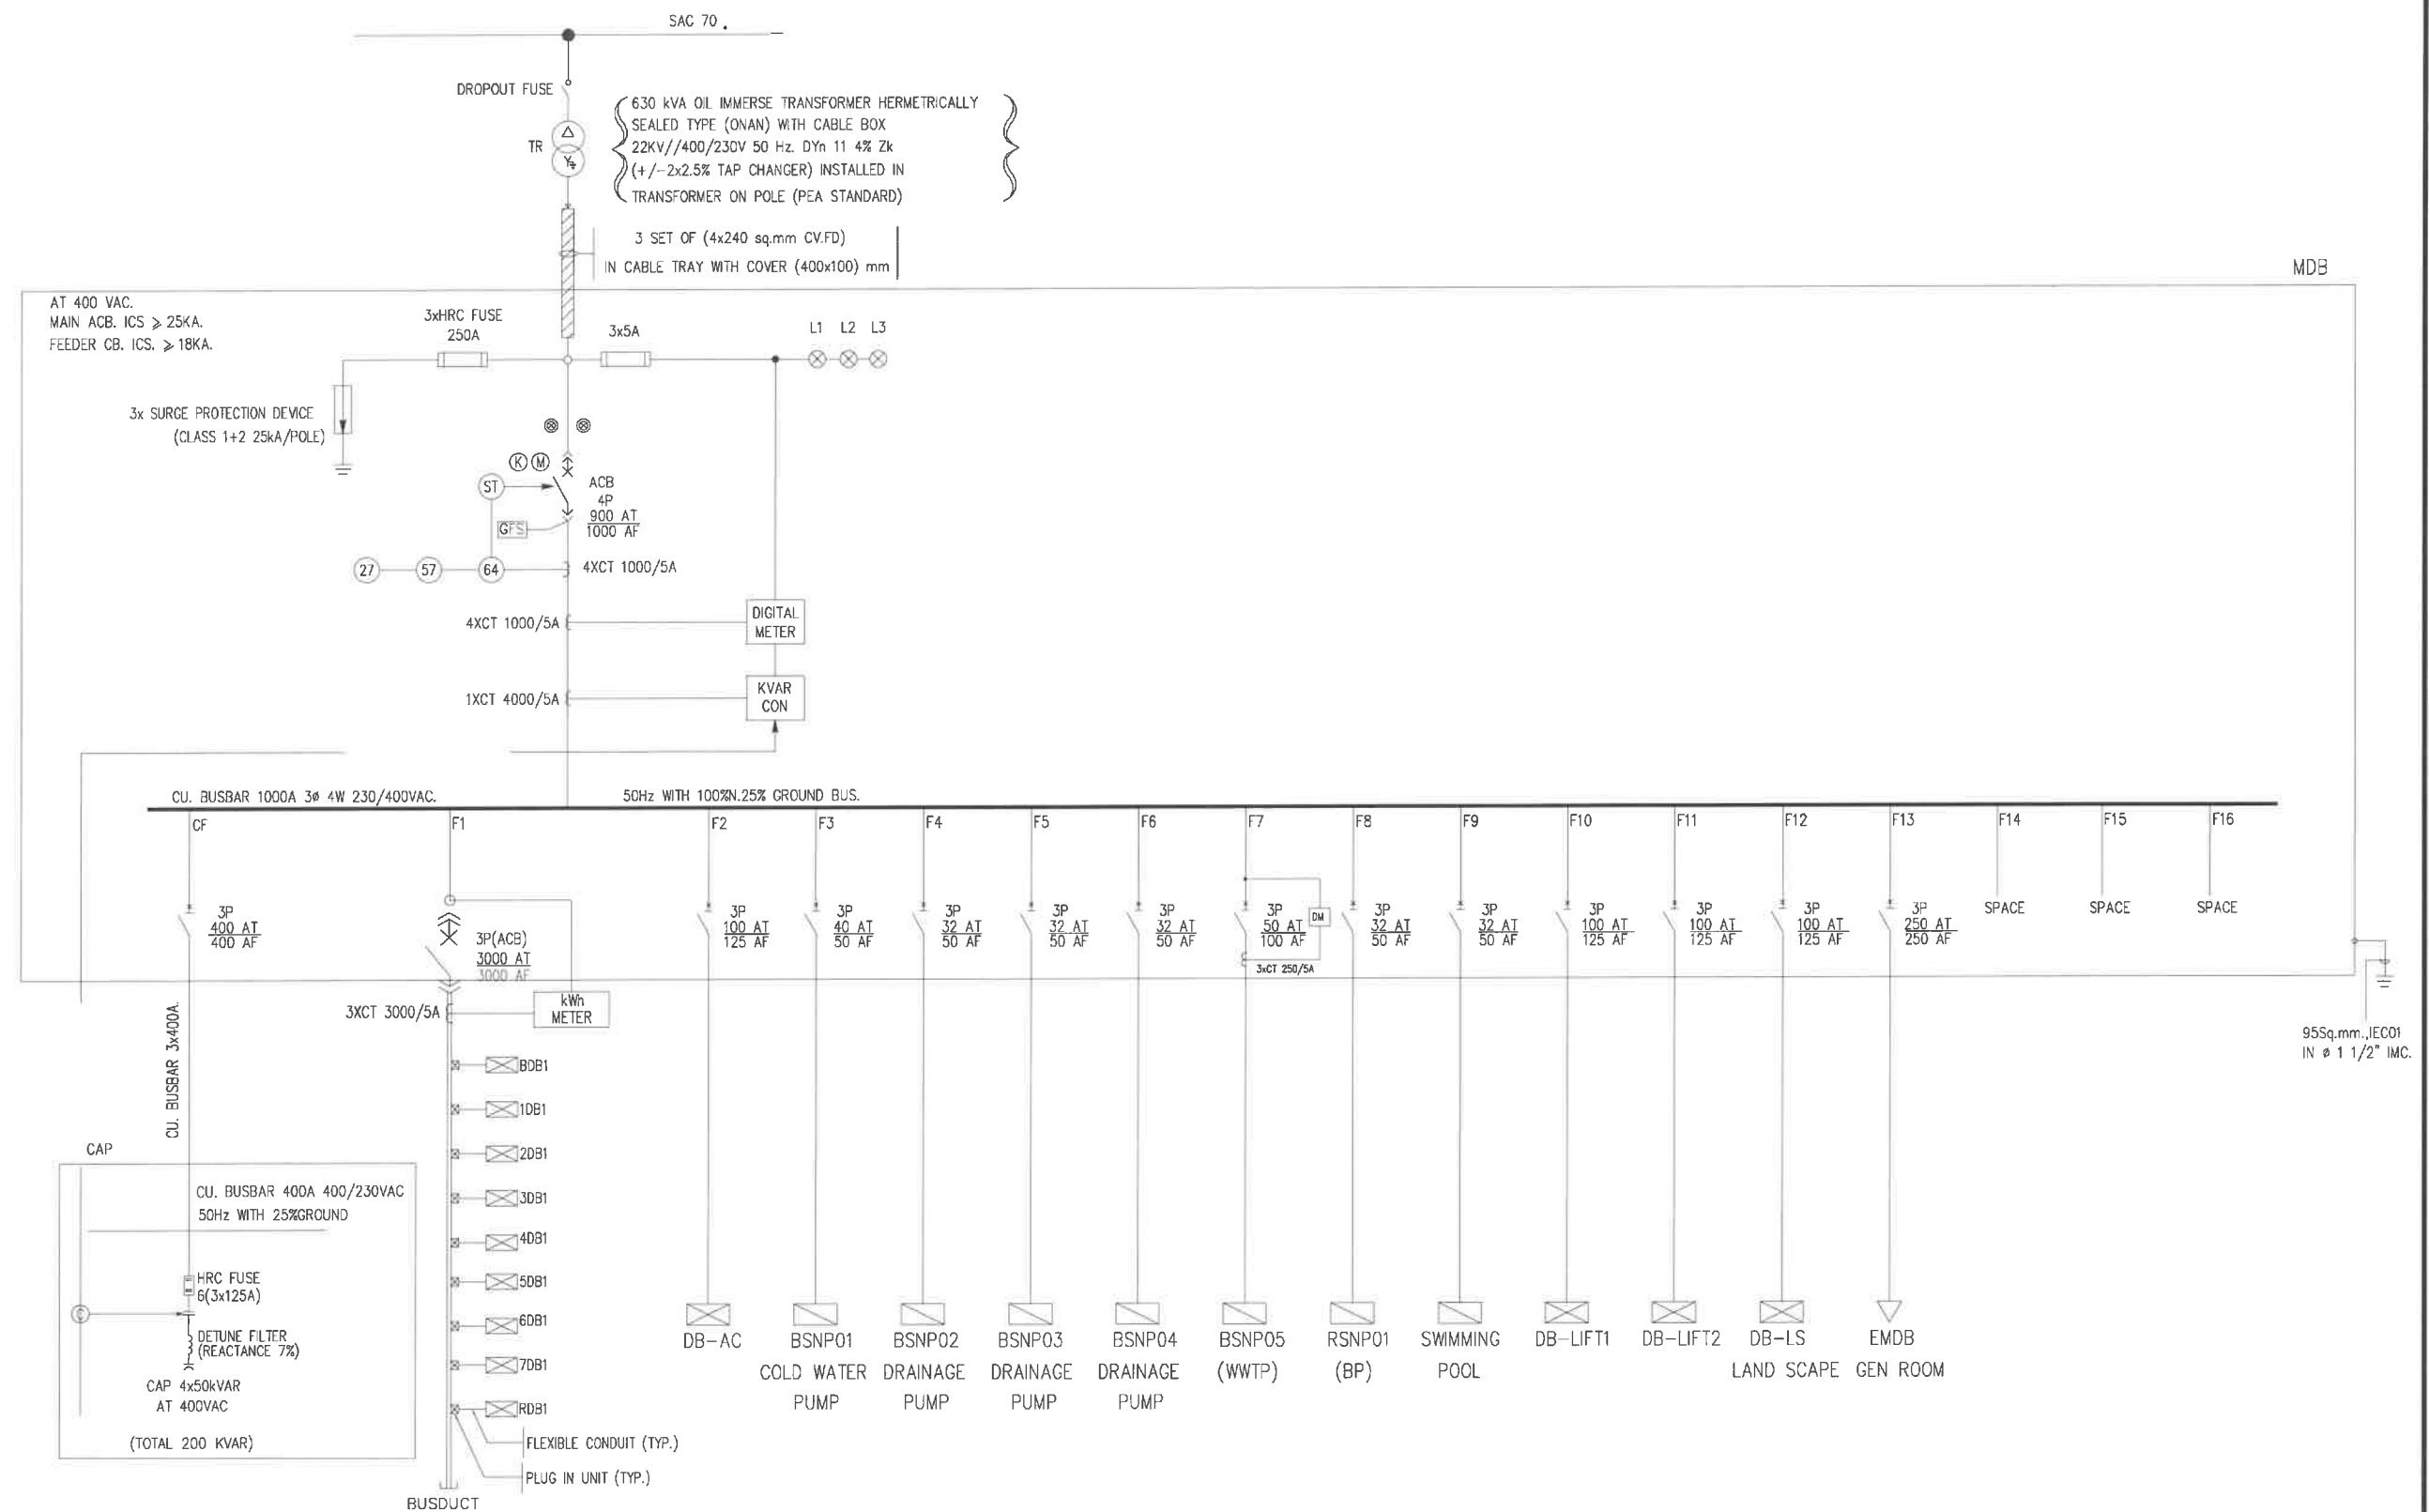 SAC 70 .
DROPOUT FUSE
TR
630 kVA OIL IMMERSE TRANSFORMER HERMETRICALLY
SEALED TYPE (ONAN) WITH CABLE BOX
22KV//400/230V 50 Hz. DYn 11 4% Zk
(+/-2x2.5% TAP CHANGER) INSTALLED IN
TRANSFORMER ON POLE (PEA STANDARD)
3 SET OF (4x240 sq.mm CV.FD)
IN CABLE TRAY WITH COVER (400x100) mm
MDB
AT 400 VAC.
MAIN ACB. ICS ⩾ 25KA.
FEEDER CB. ICS. ⩾ 18KA.
3xHRC FUSE
250A
3x5A
L1 L2 L3
3x SURGE PROTECTION DEVICE
(CLASS 1+2 25kA/POLE)
K M
ST
ACB
4P
900 AT
1000 AF
GFS
27 57 64
4XCT 1000/5A
4XCT 1000/5A
DIGITAL
METER
1XCT 4000/5A
KVAR
CON
CU. BUSBAR 1000A 3ø 4W 230/400VAC.
50Hz WITH 100%N.25% GROUND BUS.
CF F1 F2 F3 F4 F5 F6 F7 F8 F9 F10 F11 F12 F13 F14 F15 F16
3P
400 AT
400 AF
3P(ACB)
3000 AT
3000 AF
3P
100 AT
125 AF
3P
40 AT
50 AF
3P
32 AT
50 AF
3P
32 AT
50 AF
3P
32 AT
50 AF
3P
50 AT
100 AF
DM
3xCT 250/5A
3P
32 AT
50 AF
3P
32 AT
50 AF
3P
100 AT
125 AF
3P
100 AT
125 AF
3P
100 AT
125 AF
3P
250 AT
250 AF
SPACE
SPACE
SPACE
3XCT 3000/5A
kWh
METER
95Sq.mm.,IEC01
IN ø 1 1/2" IMC.
CU. BUSBAR 3x400A.
BDB1
1DB1
2DB1
3DB1
4DB1
5DB1
6DB1
7DB1
RDB1
FLEXIBLE CONDUIT (TYP.)
PLUG IN UNIT (TYP.)
BUSDUCT
CAP
CU. BUSBAR 400A 400/230VAC
50Hz WITH 25%GROUND
HRC FUSE
6(3x125A)
C
DETUNE FILTER
(REACTANCE 7%)
CAP 4x50kVAR
AT 400VAC
(TOTAL 200 KVAR)
DB-AC
BSNP01
COLD WATER
PUMP
BSNP02
DRAINAGE
PUMP
BSNP03
DRAINAGE
PUMP
BSNP04
DRAINAGE
PUMP
BSNP05
(WWTP)
RSNP01
(BP)
SWIMMING
POOL
DB-LIFT1
DB-LIFT2
DB-LS
LAND SCAPE
EMDB
GEN ROOM